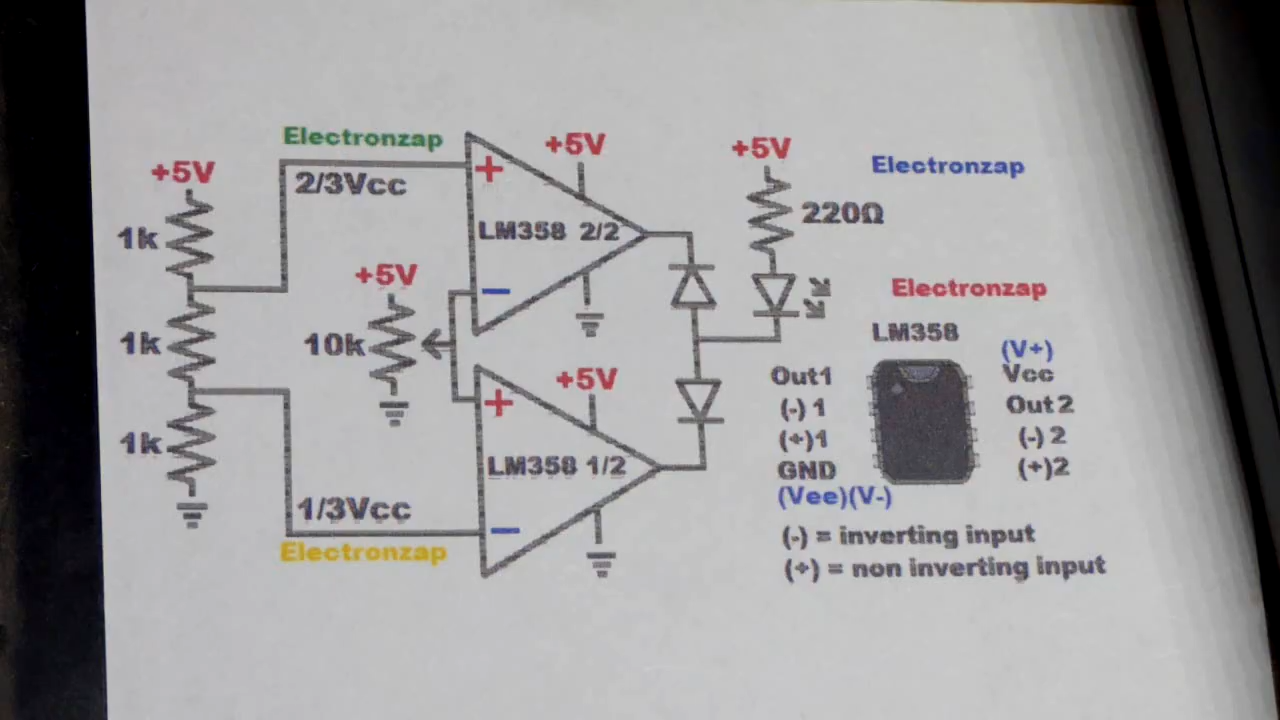 Electronzap
+5V
2/3Vcc
1k
+
+5V
LM358 2/2
−
+5V
220Ω
Electronzap
+5V
10k
1k
1k
1/3Vcc
Electronzap
+
+5V
LM358 1/2
−
Electronzap
LM358
(V+)
Out1
Vcc
(-) 1
Out 2
(+)1
(-) 2
GND
(+)2
(Vee)(V-)
(-) = inverting input
(+) = non inverting input